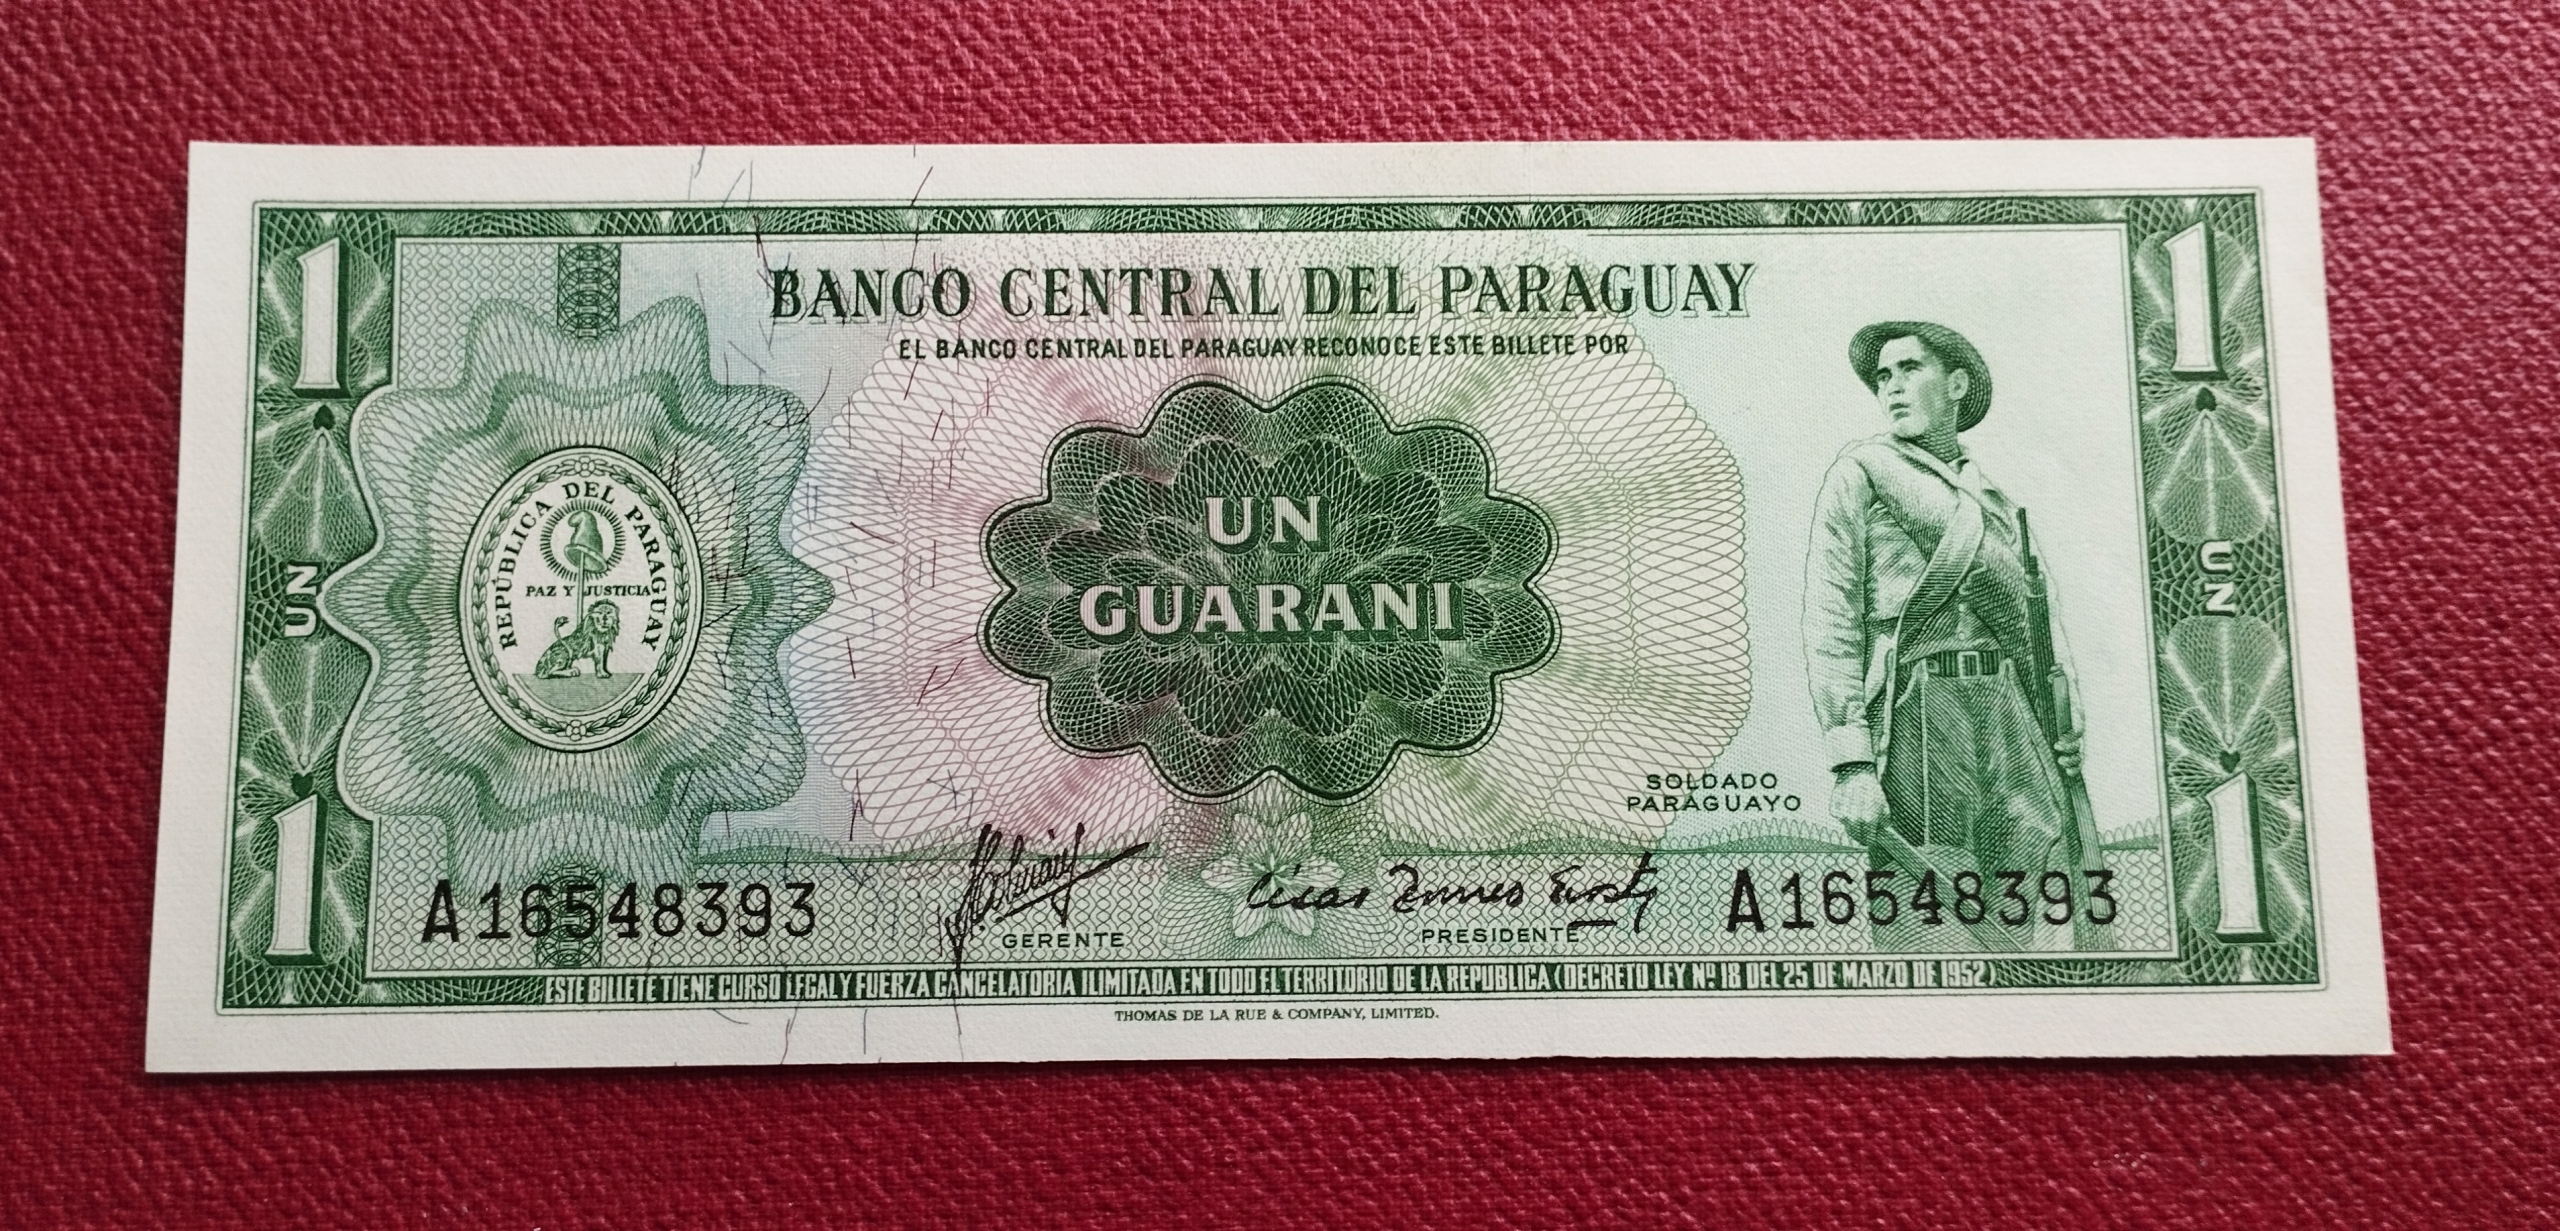 1
1
BANCO CENTRAL DEL PARAGUAY
EL BANCO CENTRAL DEL PARAGUAY RECONOCE ESTE BILLETE POR
REPÚBLICA DEL PARAGUAY
PAZ Y JUSTICIA
UN
GUARANI
UN
UN
SOLDADO
PARAGUAYO
1
1
A16548393
A16548393
GERENTE
PRESIDENTE
ESTE BILLETE TIENE CURSO LEGAL Y FUERZA CANCELATORIA ILIMITADA EN TODO EL TERRITORIO DE LA REPUBLICA (DECRETO LEY Nº 18 DEL 25 DE MARZO DE 1952)
THOMAS DE LA RUE & COMPANY, LIMITED.